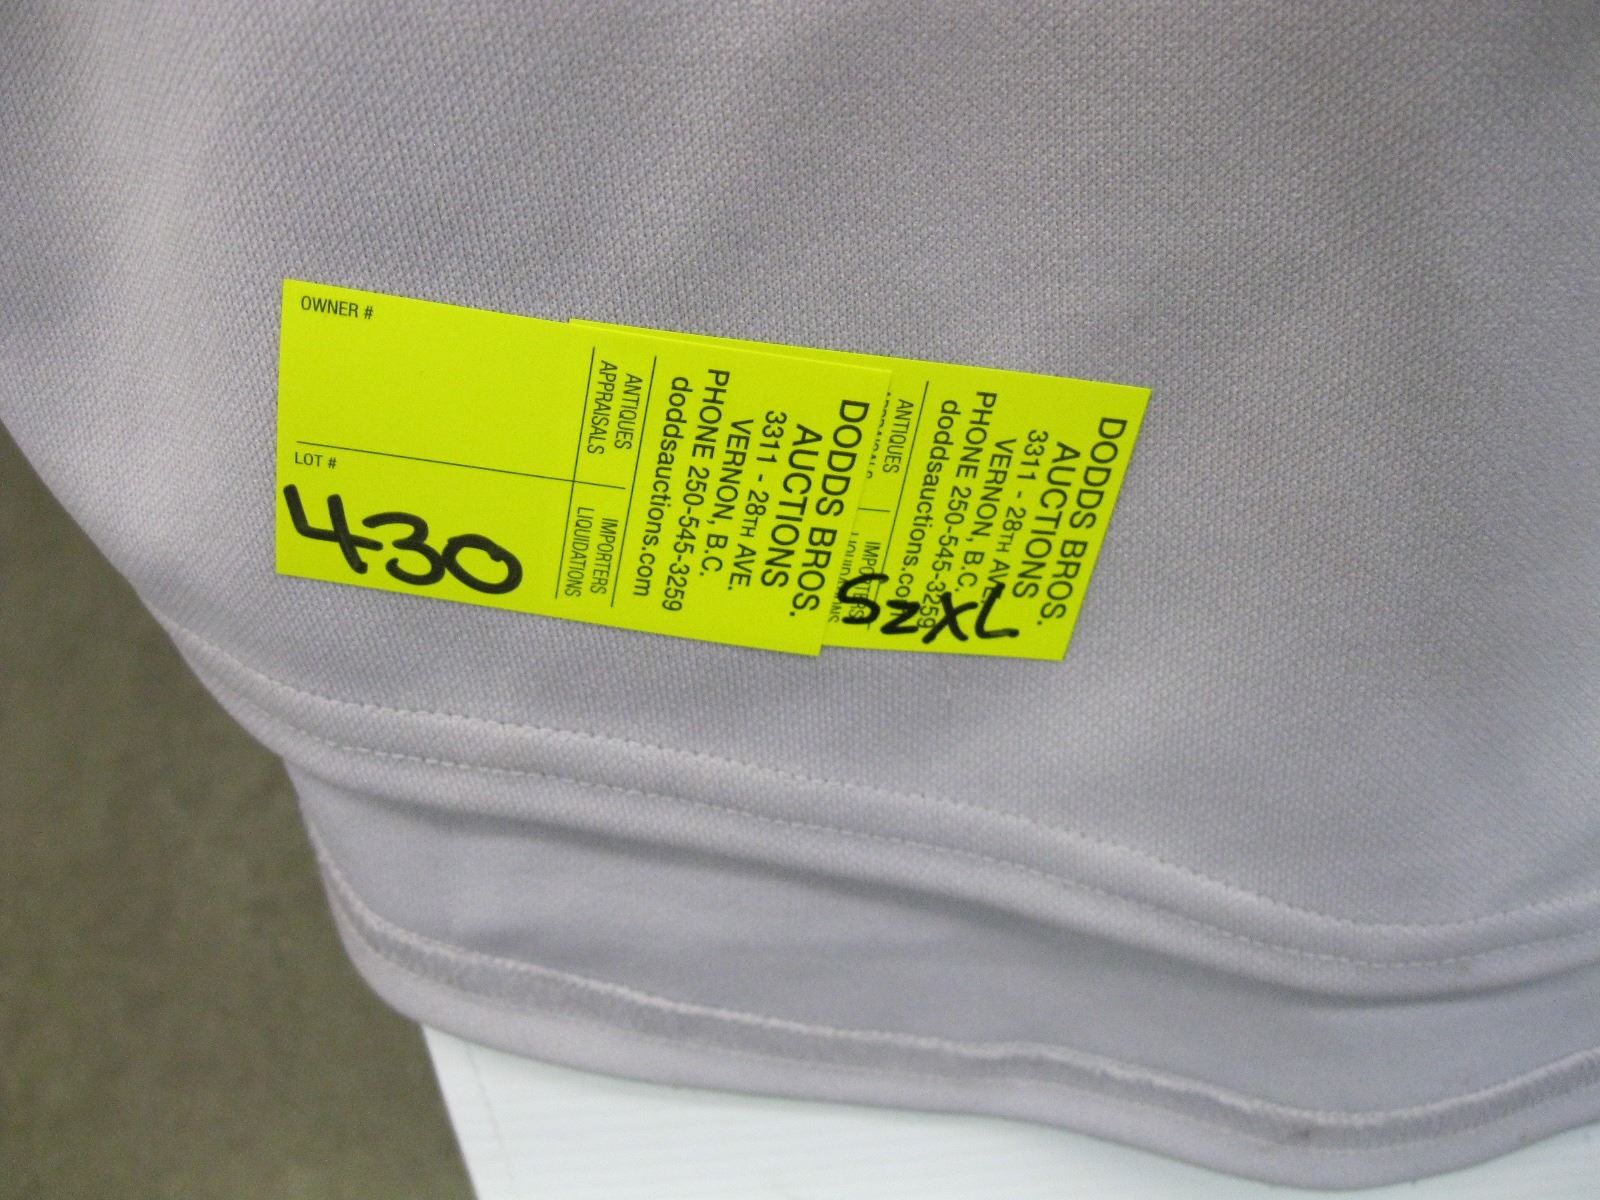 OWNER #
LOT #
430
ANTIQUES
APPRAISALS
IMPORTERS
LIQUIDATIONS
DODDS BROS.
AUCTIONS
3311 - 28TH AVE.
VERNON, B.C.
PHONE 250-545-3259
doddsauctions.com
DODDS BROS.
AUCTIONS
3311 - 28TH AVE.
VERNON, B.C.
PHONE 250-545-3259
doddsauctions.com
ANTIQUES
SzXL